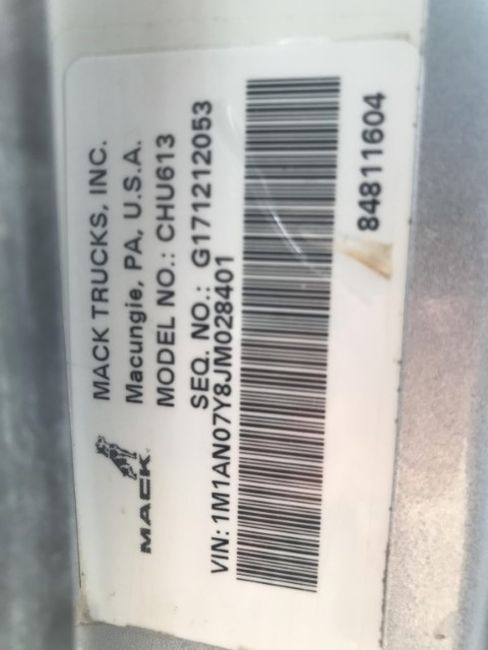 MACK TRUCKS, INC.
Macungie, PA, U.S.A.
MODEL NO.: CHU613
SEQ. NO.: G171212053
MACK
VIN: 1M1AN07Y8JM028401
84811604